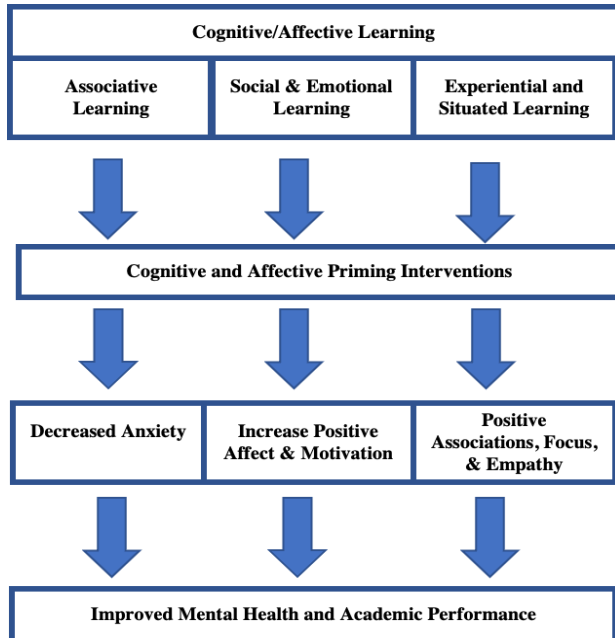 Cognitive/Affective Learning
Associative
Learning
Social & Emotional
Learning
Experiential and
Situated Learning
Cognitive and Affective Priming Interventions
Decreased Anxiety
Increase Positive
Affect & Motivation
Positive
Associations, Focus,
& Empathy
Improved Mental Health and Academic Performance